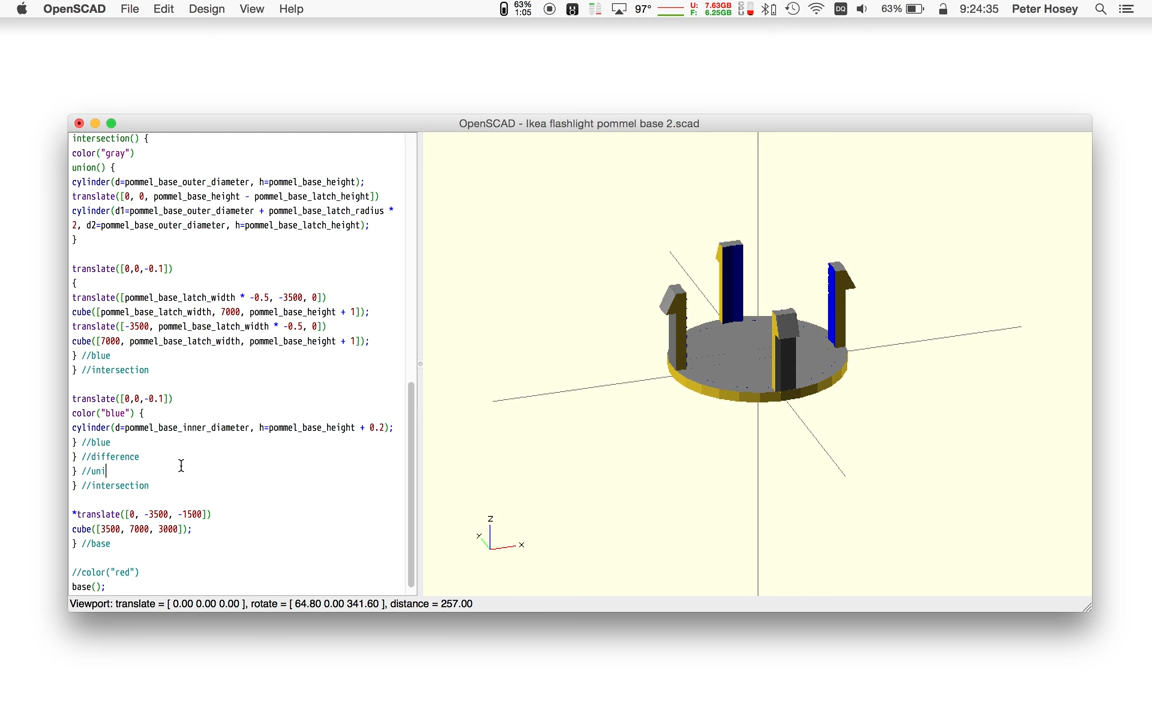 OpenSCAD File Edit Design View Help 63% 1:05 97° U: 7.63GB F: 6.25GB DQ 63% 9:24:35 Peter Hosey
OpenSCAD - Ikea flashlight pommel base 2.scad
intersection() {
color("gray")
union() {
cylinder(d=pommel_base_outer_diameter, h=pommel_base_height);
translate([0, 0, pommel_base_height - pommel_base_latch_height])
cylinder(d1=pommel_base_outer_diameter + pommel_base_latch_radius *
2, d2=pommel_base_outer_diameter, h=pommel_base_latch_height);
}
translate([0,0,-0.1])
{
translate([pommel_base_latch_width * -0.5, -3500, 0])
cube([pommel_base_latch_width, 7000, pommel_base_height + 1]);
translate([-3500, pommel_base_latch_width * -0.5, 0])
cube([7000, pommel_base_latch_width, pommel_base_height + 1]);
} //blue
} //intersection
translate([0,0,-0.1])
color("blue") {
cylinder(d=pommel_base_inner_diameter, h=pommel_base_height + 0.2);
} //blue
} //difference
} //uni
} //intersection
*translate([0, -3500, -1500])
cube([3500, 7000, 3000]);
} //base
//color("red")
base();
Z
Y
X
Viewport: translate = [ 0.00 0.00 0.00 ], rotate = [ 64.80 0.00 341.60 ], distance = 257.00